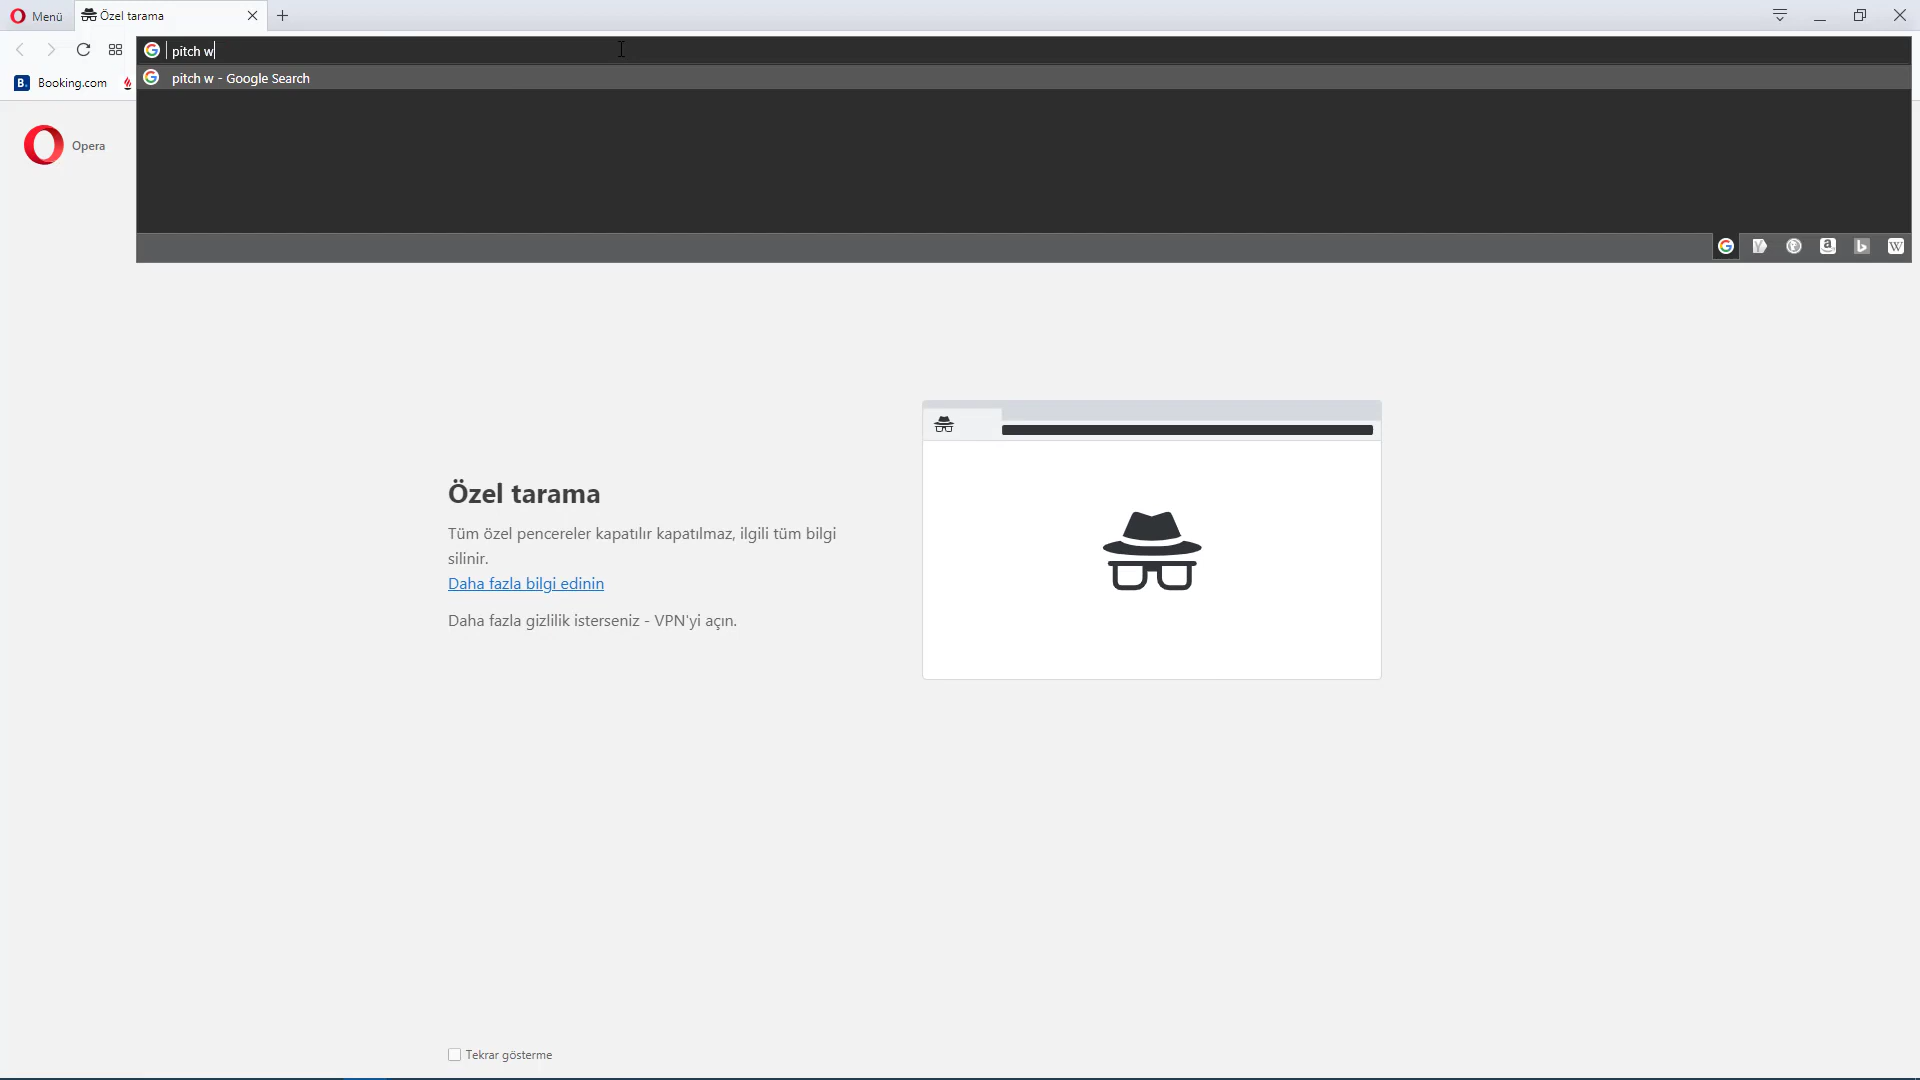 Menü
Özel tarama
pitch w
pitch w - Google Search
Booking.com
Opera
Özel tarama
Tüm özel pencereler kapatılır kapatılmaz, ilgili tüm bilgi
silinir.
Daha fazla bilgi edinin
Daha fazla gizlilik isterseniz - VPN'yi açın.
Tekrar gösterme